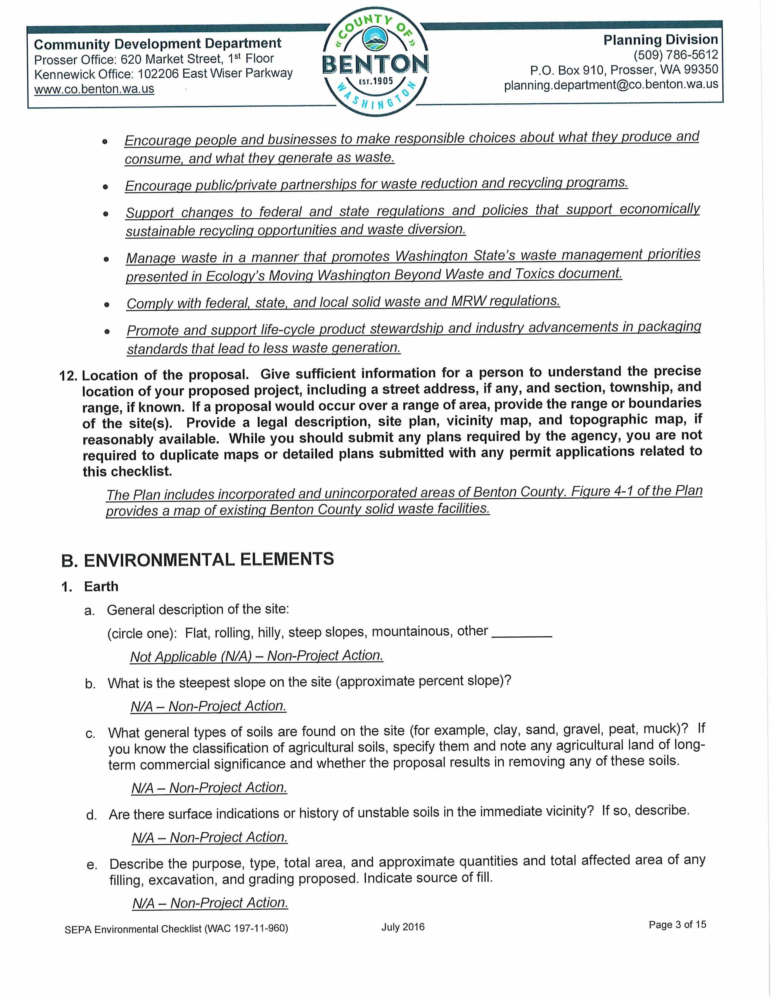 Community Development Department
Prosser Office: 620 Market Street, 1st Floor
Kennewick Office: 102206 East Wiser Parkway
www.co.benton.wa.us
COUNTY OF
BENTON
EST.1905
WASHINGTON
Planning Division
(509) 786-5612
P.O. Box 910, Prosser, WA 99350
planning.department@co.benton.wa.us
• Encourage people and businesses to make responsible choices about what they produce and
consume, and what they generate as waste.
• Encourage public/private partnerships for waste reduction and recycling programs.
• Support changes to federal and state regulations and policies that support economically
sustainable recycling opportunities and waste diversion.
• Manage waste in a manner that promotes Washington State's waste management priorities
presented in Ecology's Moving Washington Beyond Waste and Toxics document.
• Comply with federal, state, and local solid waste and MRW regulations.
• Promote and support life-cycle product stewardship and industry advancements in packaging
standards that lead to less waste generation.
12. Location of the proposal. Give sufficient information for a person to understand the precise
location of your proposed project, including a street address, if any, and section, township, and
range, if known. If a proposal would occur over a range of area, provide the range or boundaries
of the site(s). Provide a legal description, site plan, vicinity map, and topographic map, if
reasonably available. While you should submit any plans required by the agency, you are not
required to duplicate maps or detailed plans submitted with any permit applications related to
this checklist.
The Plan includes incorporated and unincorporated areas of Benton County. Figure 4-1 of the Plan
provides a map of existing Benton County solid waste facilities.
B. ENVIRONMENTAL ELEMENTS
1. Earth
a. General description of the site:
(circle one): Flat, rolling, hilly, steep slopes, mountainous, other ________
Not Applicable (N/A) – Non-Project Action.
b. What is the steepest slope on the site (approximate percent slope)?
N/A – Non-Project Action.
c. What general types of soils are found on the site (for example, clay, sand, gravel, peat, muck)? If
you know the classification of agricultural soils, specify them and note any agricultural land of long-
term commercial significance and whether the proposal results in removing any of these soils.
N/A – Non-Project Action.
d. Are there surface indications or history of unstable soils in the immediate vicinity? If so, describe.
N/A – Non-Project Action.
e. Describe the purpose, type, total area, and approximate quantities and total affected area of any
filling, excavation, and grading proposed. Indicate source of fill.
N/A – Non-Project Action.
SEPA Environmental Checklist (WAC 197-11-960)
July 2016
Page 3 of 15